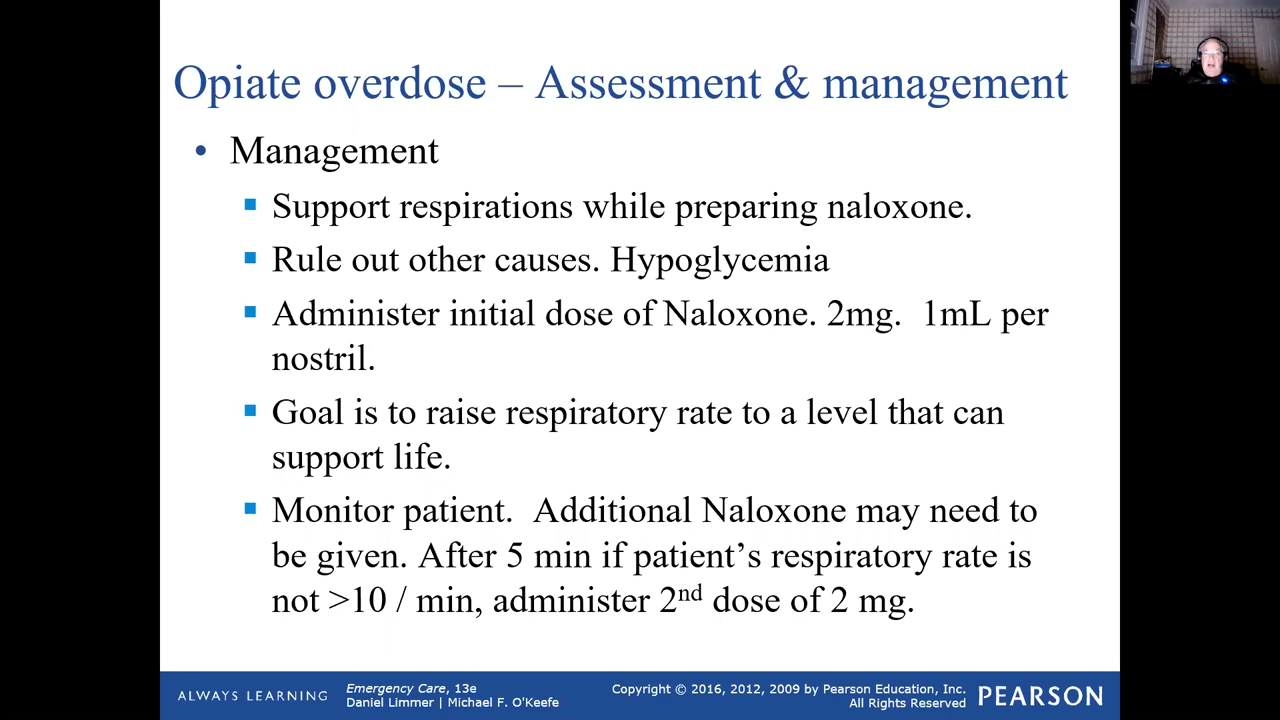 Opiate overdose – Assessment & management
• Management
▪ Support respirations while preparing naloxone.
▪ Rule out other causes. Hypoglycemia
▪ Administer initial dose of Naloxone. 2mg.  1mL per
nostril.
▪ Goal is to raise respiratory rate to a level that can
support life.
▪ Monitor patient.  Additional Naloxone may need to
be given. After 5 min if patient’s respiratory rate is
not >10 / min, administer 2nd dose of 2 mg.
ALWAYS LEARNING
Emergency Care, 13e
Daniel Limmer | Michael F. O'Keefe
Copyright © 2016, 2012, 2009 by Pearson Education, Inc.
All Rights Reserved
PEARSON